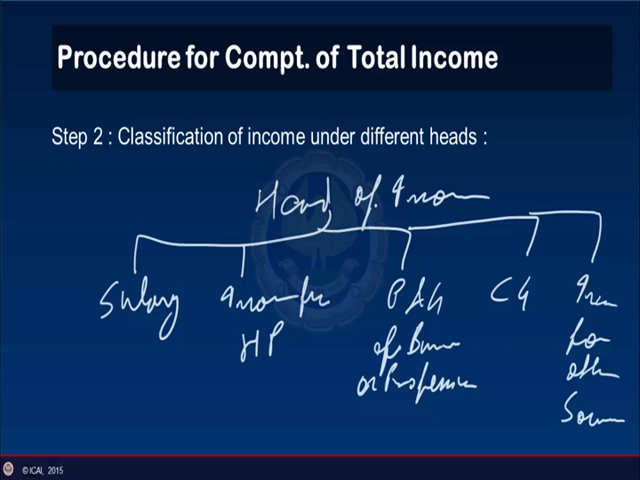 Procedure for Compt. of Total Income
Step 2 : Classification of income under different heads :
Head of Income
Salary
Income from HP
PAG of Business or Profession
CG
Income from other Sources
© ICAI, 2015